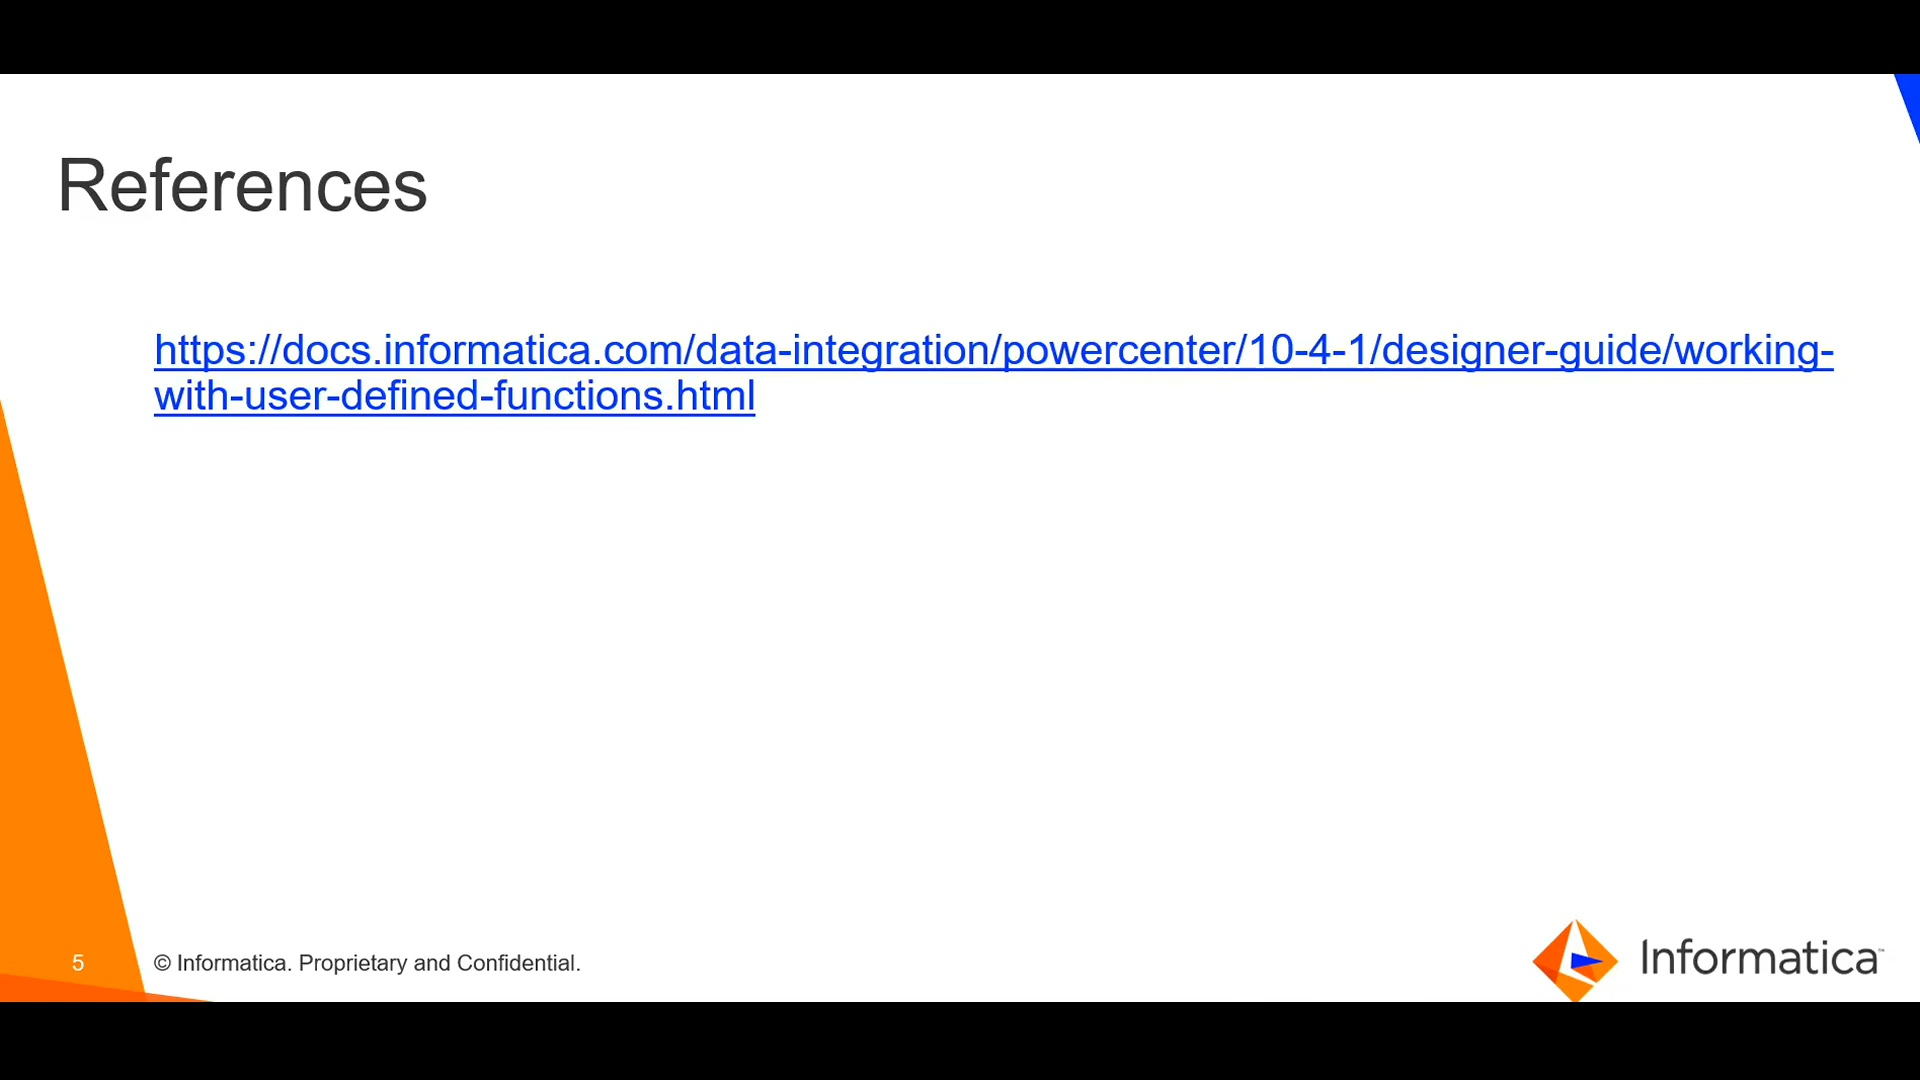 References
https://docs.informatica.com/data-integration/powercenter/10-4-1/designer-guide/working-
with-user-defined-functions.html
5
© Informatica. Proprietary and Confidential.
Informatica™